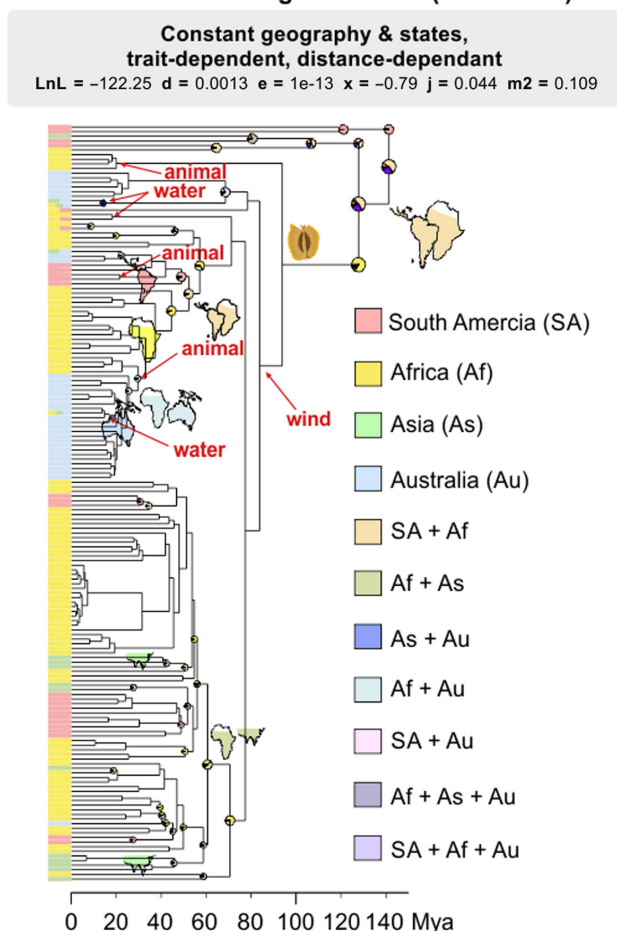 Constant geography & states,
trait-dependent, distance-dependant
LnL = −122.25 d = 0.0013 e = 1e-13 x = −0.79 j = 0.044 m2 = 0.109
animal
water
animal
animal
wind
water
South Amercia (SA)
Africa (Af)
Asia (As)
Australia (Au)
SA + Af
Af + As
As + Au
Af + Au
SA + Au
Af + As + Au
SA + Af + Au
0 20 40 60 80 100 120 140 Mya